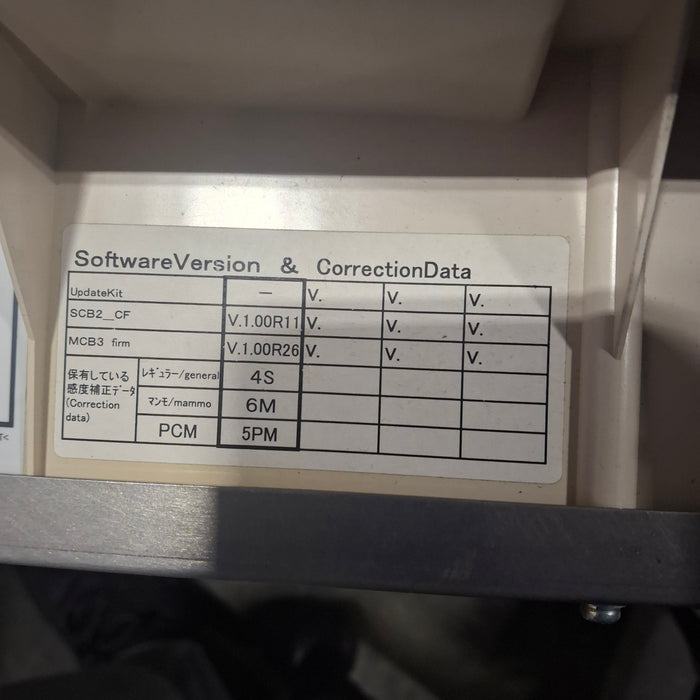 SoftwareVersion & CorrectionData
UpdateKit — V. V. V.
SCB2_CF V.1.00R11 V. V. V.
MCB3 firm V.1.00R26 V. V. V.
保有している
感度補正ﾃﾞｰﾀ
(Correction
data)
ﾚｷﾞｭﾗｰ/general 4S
マンモ/mammo 6M
PCM 5PM